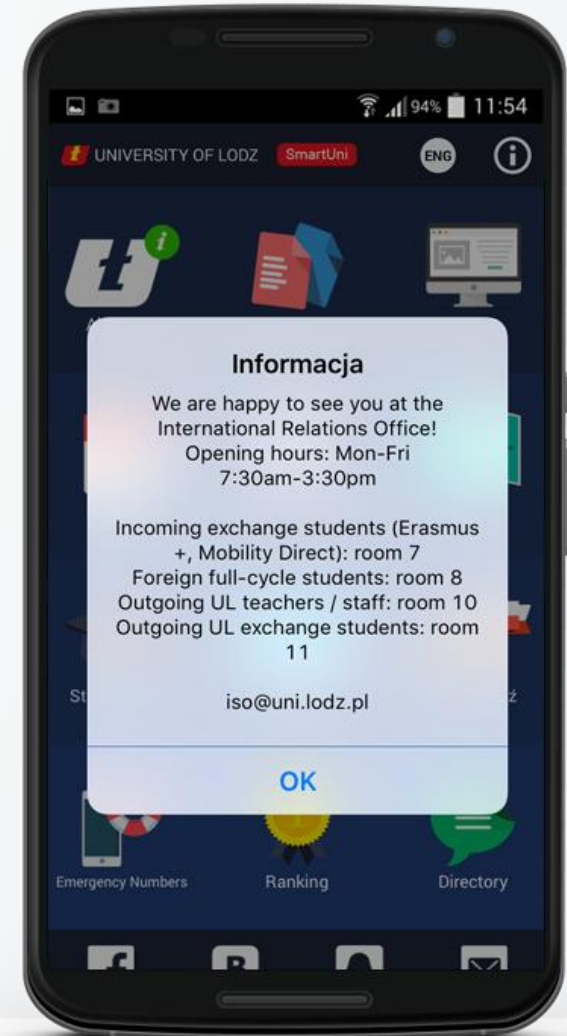 94% 11:54
UNIVERSITY OF LODZ SmartUni ENG i
i
Informacja
We are happy to see you at the
International Relations Office!
Opening hours: Mon-Fri
7:30am-3:30pm
Incoming exchange students (Erasmus
+, Mobility Direct): room 7
Foreign full-cycle students: room 8
Outgoing UL teachers / staff: room 10
Outgoing UL exchange students: room
11
iso@uni.lodz.pl
OK
Emergency Numbers Ranking Directory